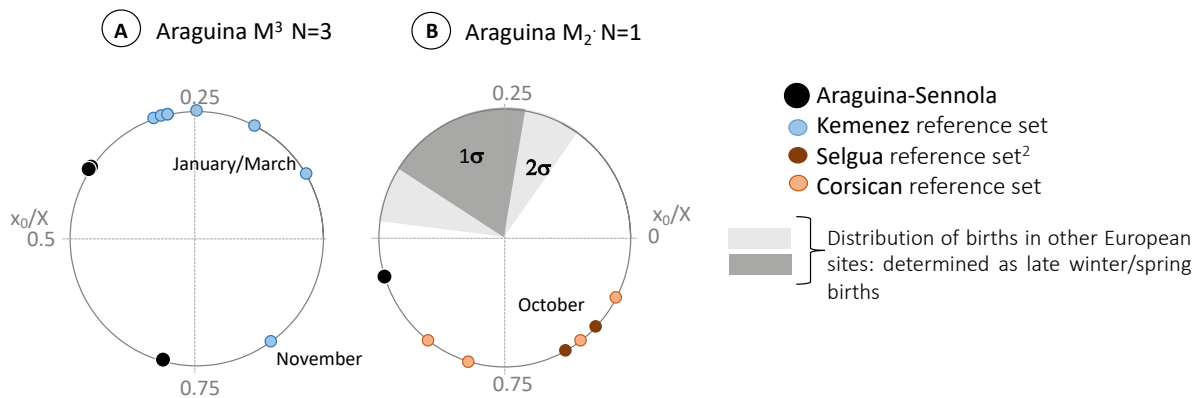 A Araguina M³ N=3
B Araguina M₂· N=1
0.25
January/March
x₀/X
0.5
November
0.75
0.25
1σ
2σ
x₀/X
0
October
0.75
Araguina-Sennola
Kemenez reference set
Selgua reference set²
Corsican reference set
Distribution of births in other European
sites: determined as late winter/spring
births